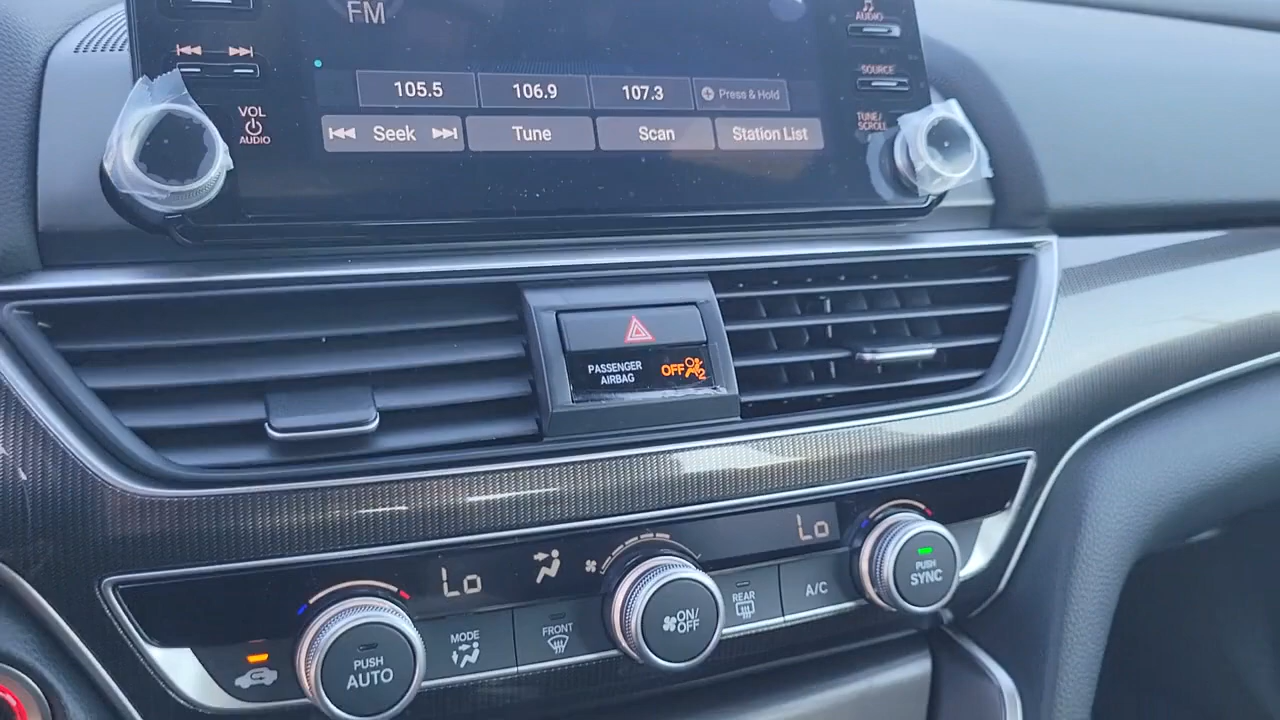 FM
AUDIO
SOURCE
105.5
106.9
107.3
Press & Hold
VOL
AUDIO
Seek
Tune
Scan
Station List
TUNE/
SCROLL
PASSENGER
AIRBAG
OFF
2
Lo
Lo
PUSH
AUTO
MODE
FRONT
ON/
OFF
REAR
A/C
PUSH
SYNC